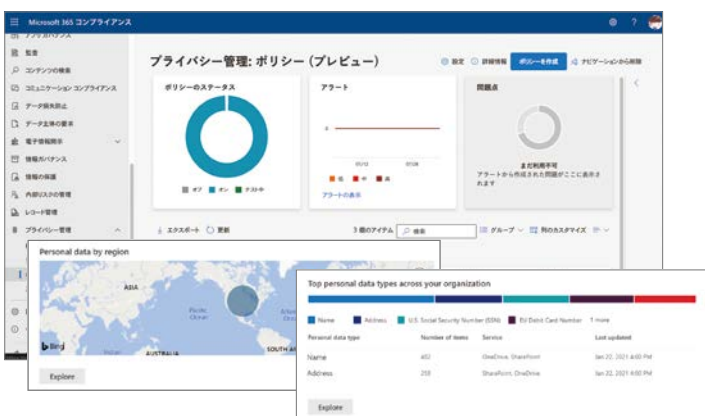 Microsoft 365 コンプライアンス
?
監査
コンテンツの検索
コミュニケーション コンプライアンス
データ損失防止
データ主体の要求
電子情報開示
情報ガバナンス
情報の保護
内部リスクの管理
レコード管理
プライバシー管理
プライバシー管理: ポリシー (プレビュー)
設定
詳細情報
ポリシーを作成
ナビゲーションから削除
ポリシーのステータス
オフ
オン
テスト中
アラート
0
低
中
高
アラートの表示
問題点
まだ利用不可
アラートから作成された問題がここに表示されます
エクスポート
更新
3 個のアイテム
検索
グループ
列のカスタマイズ
Personal data by region
ASIA
Pacific
Ocean
AUSTRALIA
Bing
Explore
Top personal data types across your organization
Name
Address
U.S. Social Security Number (SSN)
EU Debit Card Number
1 more
Personal data type
Number of items
Service
Last updated
Name
OneDrive, SharePoint
Jan 22, 2021 4:00 PM
Address
SharePoint, OneDrive
Jan 22, 2021 4:00 PM
Explore